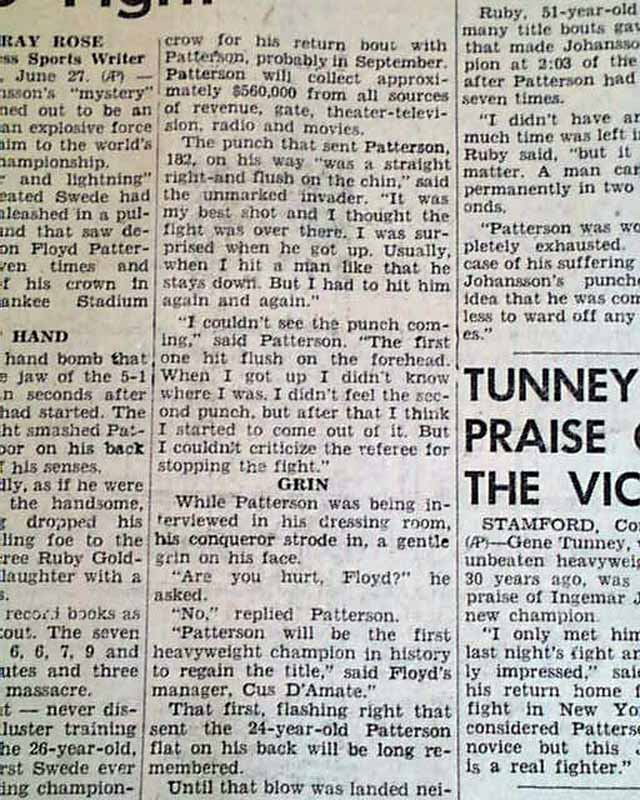 RAY ROSE
ss Sports Writer
, June 27. (AP) —
nsson's "mystery"
ned out to be an
an explosive force
aim to the world's
hampionship.
r and lightning"
eated Swede had
nleashed in a pul-
und that saw de-
on Floyd Patter-
ven times and
f his crown in
ankee Stadium
HAND
hand bomb that
e jaw of the 5-1
n seconds after
had started. The
ht smashed Pat-
oor on his back
f his senses.
lly, as if he were
the handsome,
g dropped his
ling foe to the
ree Ruby Gold-
laughter with a
s.
record books as
out. The seven
6, 6, 7, 9 and
utes and three
massacre.
t — never dis-
luster training
he 26-year-old,
rst Swede ever
ing champion-
crow for his return bout with
Patterson, probably in September.
Patterson will collect approxi-
mately $560,000 from all sources
of revenue, gate, theater-televi-
sion, radio and movies.
The punch that sent Patterson,
182, on his way "was a straight
right-and flush on the chin," said
the unmarked invader. "It was
my best shot and I thought the
fight was over there. I was sur-
prised when he got up. Usually,
when I hit a man like that he
stays down. But I had to hit him
again and again."
"I couldn't see the punch com-
ing," said Patterson. "The first
one hit flush on the forehead.
When I got up I didn't know
where I was. I didn't feel the sec-
ond punch, but after that I think
I started to come out of it. But
I couldn't criticize the referee for
stopping the fight."
GRIN
While Patterson was being in-
terviewed in his dressing room,
his conqueror strode in, a gentle
grin on his face.
"Are you hurt, Floyd?" he
asked.
"No," replied Patterson.
"Patterson will be the first
heavyweight champion in history
to regain the title," said Floyd's
manager, Cus D'Amate."
That first, flashing right that
sent the 24-year-old Patterson
flat on his back will be long re-
membered.
Until that blow was landed nei-
Ruby, 51-year-old
many title bouts gav
that made Johansso
pion at 2:03 of the
after Patterson had
seven times.
"I didn't have an
much time was left i
Ruby said, "but it
matter. A man car
permanently in two
onds.
"Patterson was wo
pletely exhausted.
case of his suffering
Johansson's punche
idea that he was com
less to ward off any
es."
TUNNEY
PRAISE
THE VIC
STAMFORD, Co
(AP)—Gene Tunney,
unbeaten heavyweig
30 years ago, was
praise of Ingemar J
new champion.
"I only met him
last night's fight an
ly impressed," said
his return home
fight in New Yor
considered Patterso
novice but this J
is a real fighter."